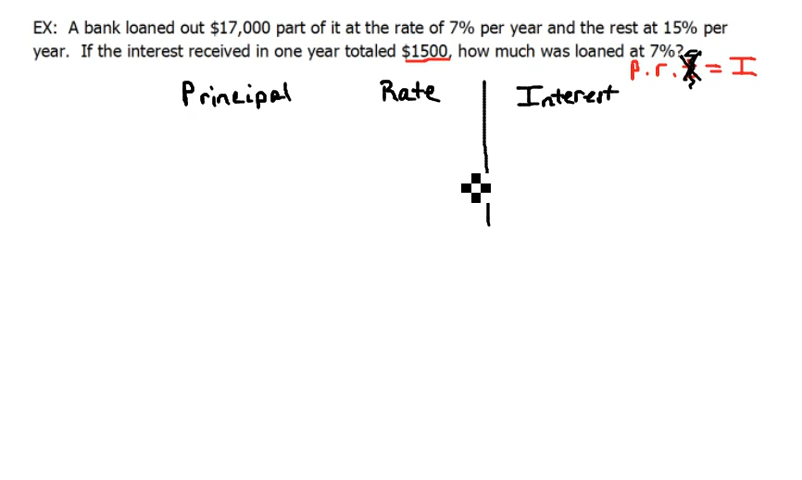 EX: A bank loaned out $17,000 part of it at the rate of 7% per year and the rest at 15% per
year. If the interest received in one year totaled $1500, how much was loaned at 7%?
P.r. = I
Principal Rate Interest